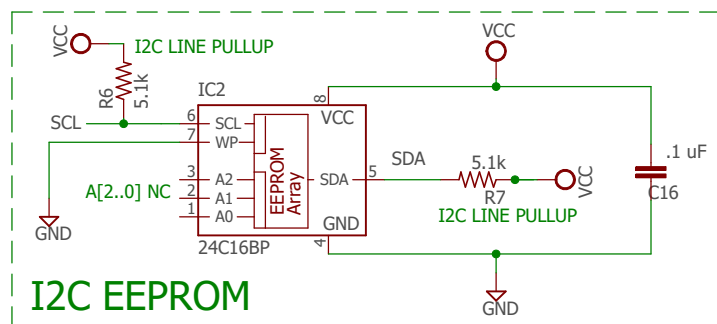 VCC
I2C LINE PULLUP
R6
5.1k
SCL
IC2
6
SCL
7
WP
3
A2
2
A1
1
A0
A[2..0] NC
EEPROM
Array
8
VCC
SDA
5
GND
4
24C16BP
GND
VCC
SDA
5.1k
R7
VCC
I2C LINE PULLUP
.1 uF
C16
GND
I2C EEPROM